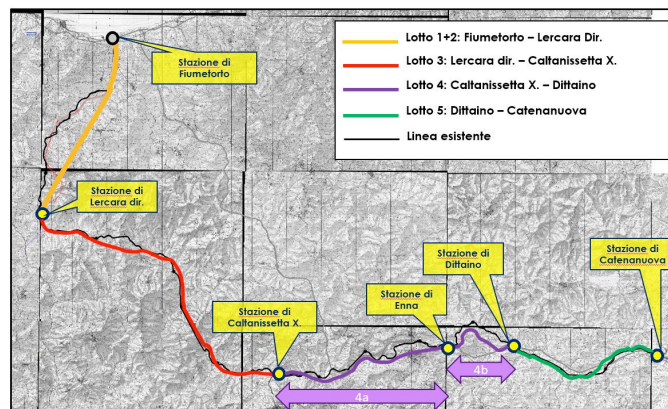 Lotto 1+2: Fiumetorto – Lercara Dir.
Lotto 3: Lercara dir. – Caltanissetta X.
Lotto 4: Caltanissetta X. – Dittaino
Lotto 5: Dittaino – Catenanuova
Linea esistente
Stazione di
Fiumetorto
Stazione di
Lercara dir.
Stazione di
Caltanissetta X.
Stazione di
Enna
Stazione di
Dittaino
Stazione di
Catenanuova
4a
4b